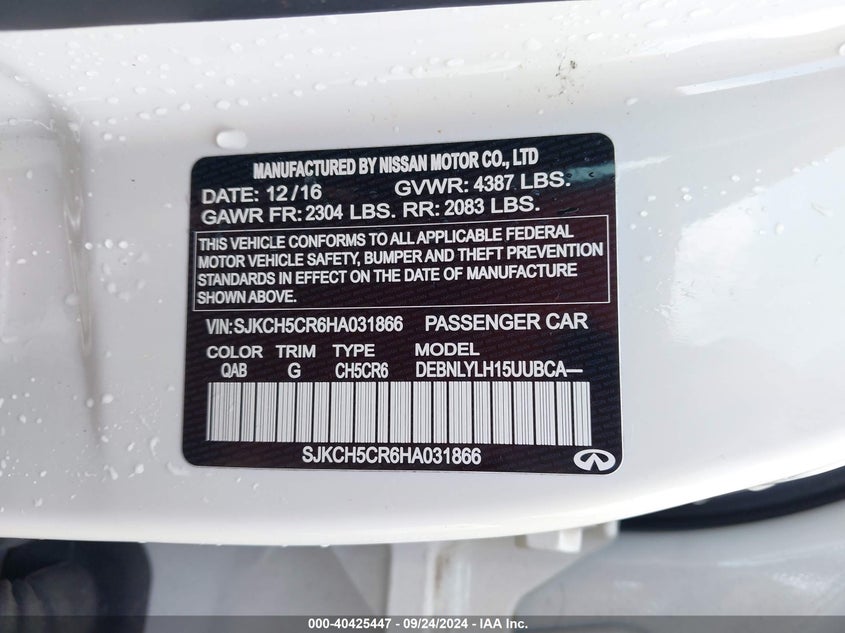 MANUFACTURED BY NISSAN MOTOR CO., LTD
DATE: 12/16 GVWR: 4387 LBS.
GAWR FR: 2304 LBS. RR: 2083 LBS.
THIS VEHICLE CONFORMS TO ALL APPLICABLE FEDERAL
MOTOR VEHICLE SAFETY, BUMPER AND THEFT PREVENTION
STANDARDS IN EFFECT ON THE DATE OF MANUFACTURE
SHOWN ABOVE.
VIN:SJKCH5CR6HA031866 PASSENGER CAR
COLOR TRIM TYPE MODEL
QAB G CH5CR6 DEBNLYLH15UUBCA—
SJKCH5CR6HA031866
000-40425447 - 09/24/2024 - IAA Inc.